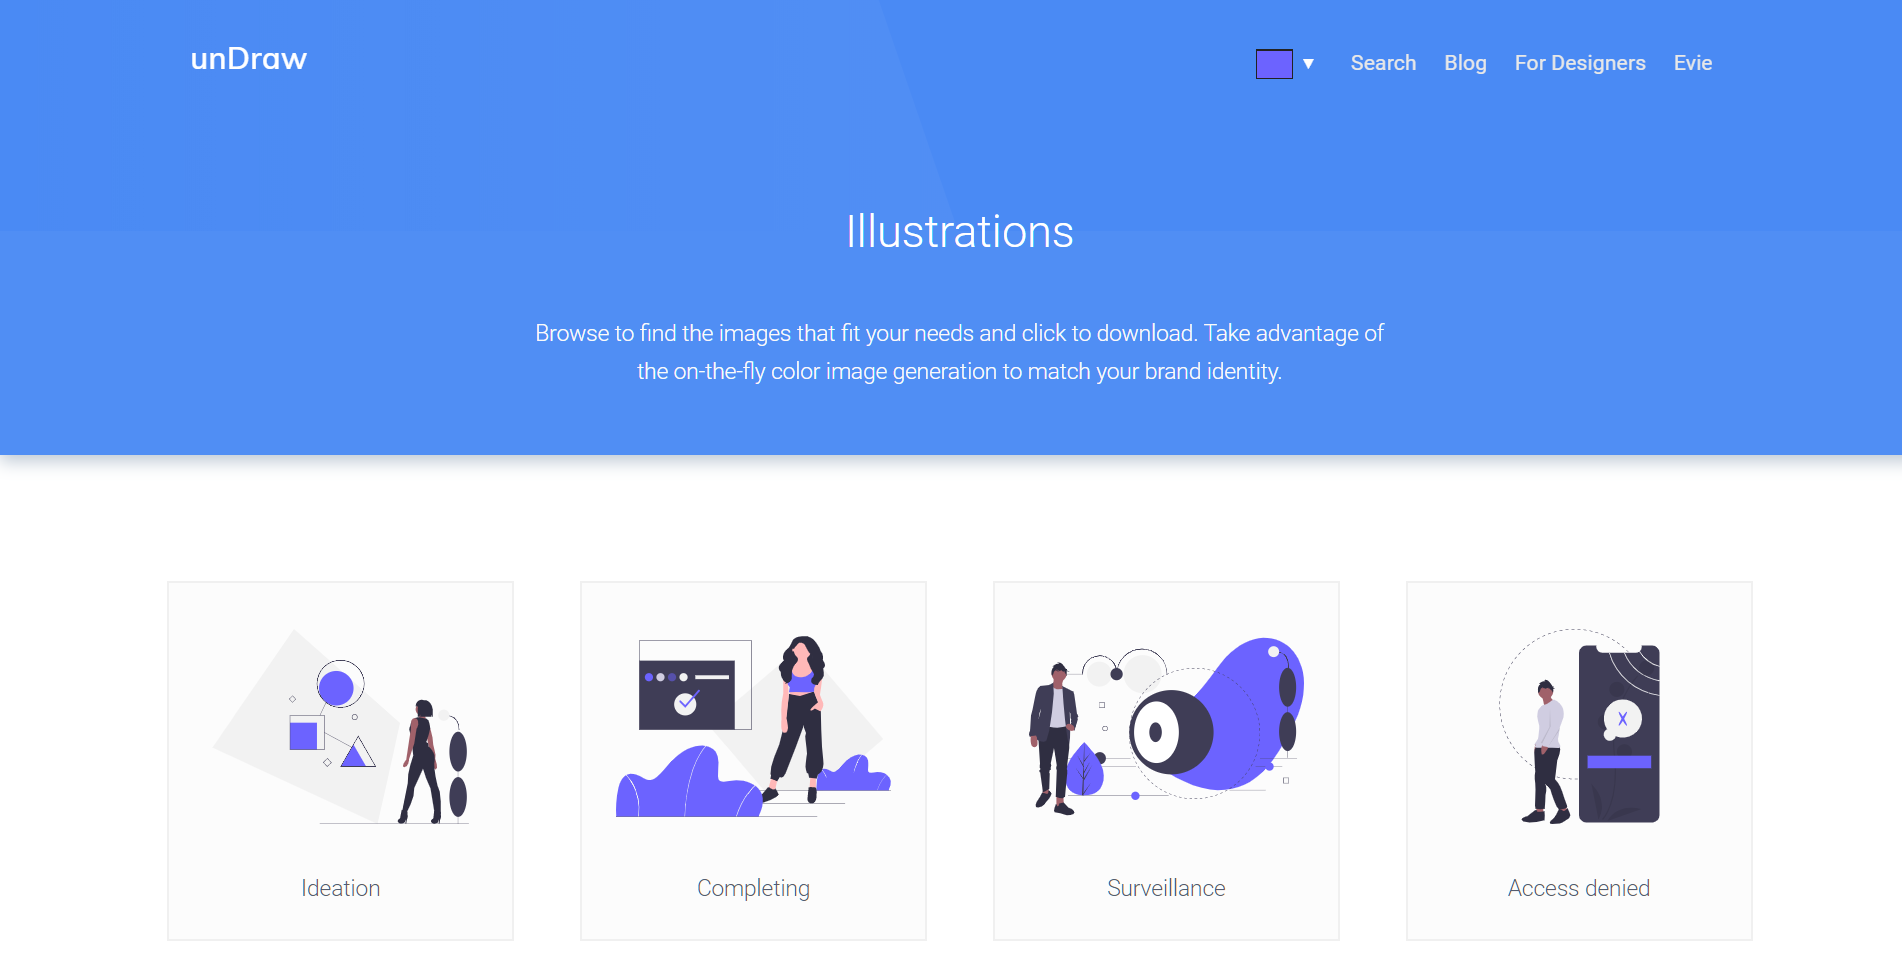 unDraw
Search Blog For Designers Evie
Illustrations
Browse to find the images that fit your needs and click to download. Take advantage of
the on-the-fly color image generation to match your brand identity.
Ideation
Completing
Surveillance
Access denied